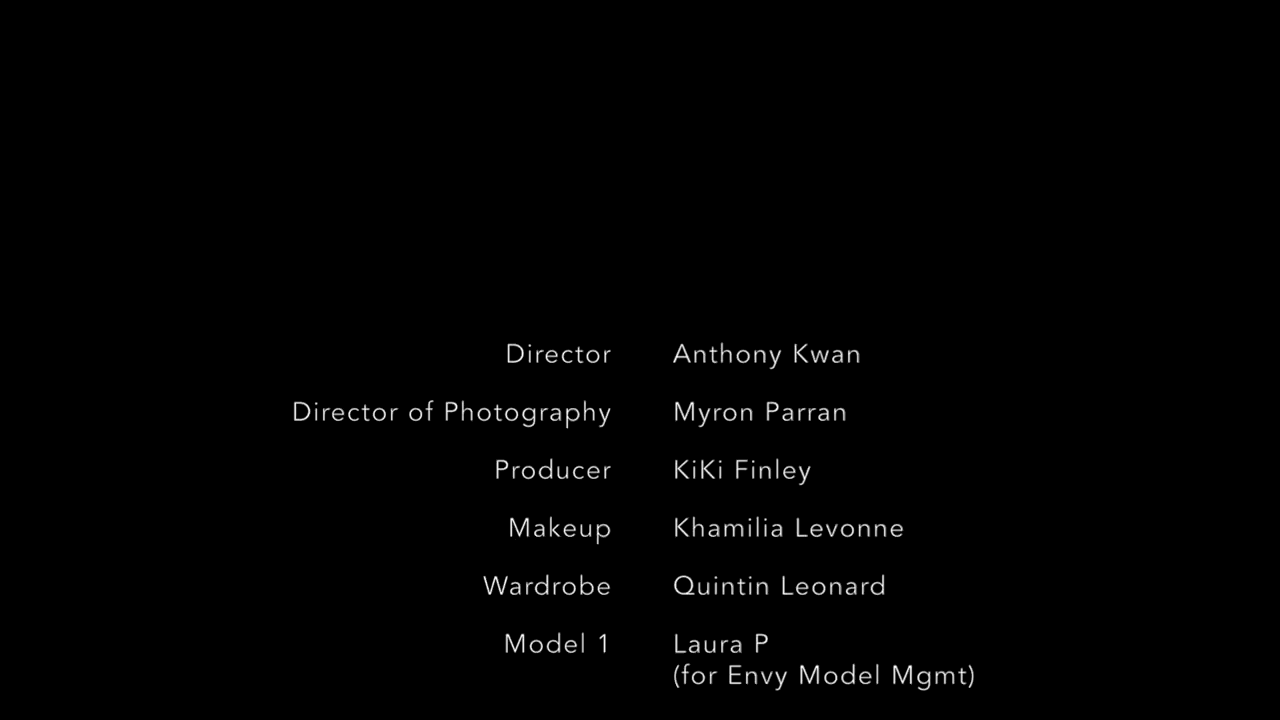 Director Anthony Kwan
Director of Photography Myron Parran
Producer KiKi Finley
Makeup Khamilia Levonne
Wardrobe Quintin Leonard
Model 1 Laura P
(for Envy Model Mgmt)